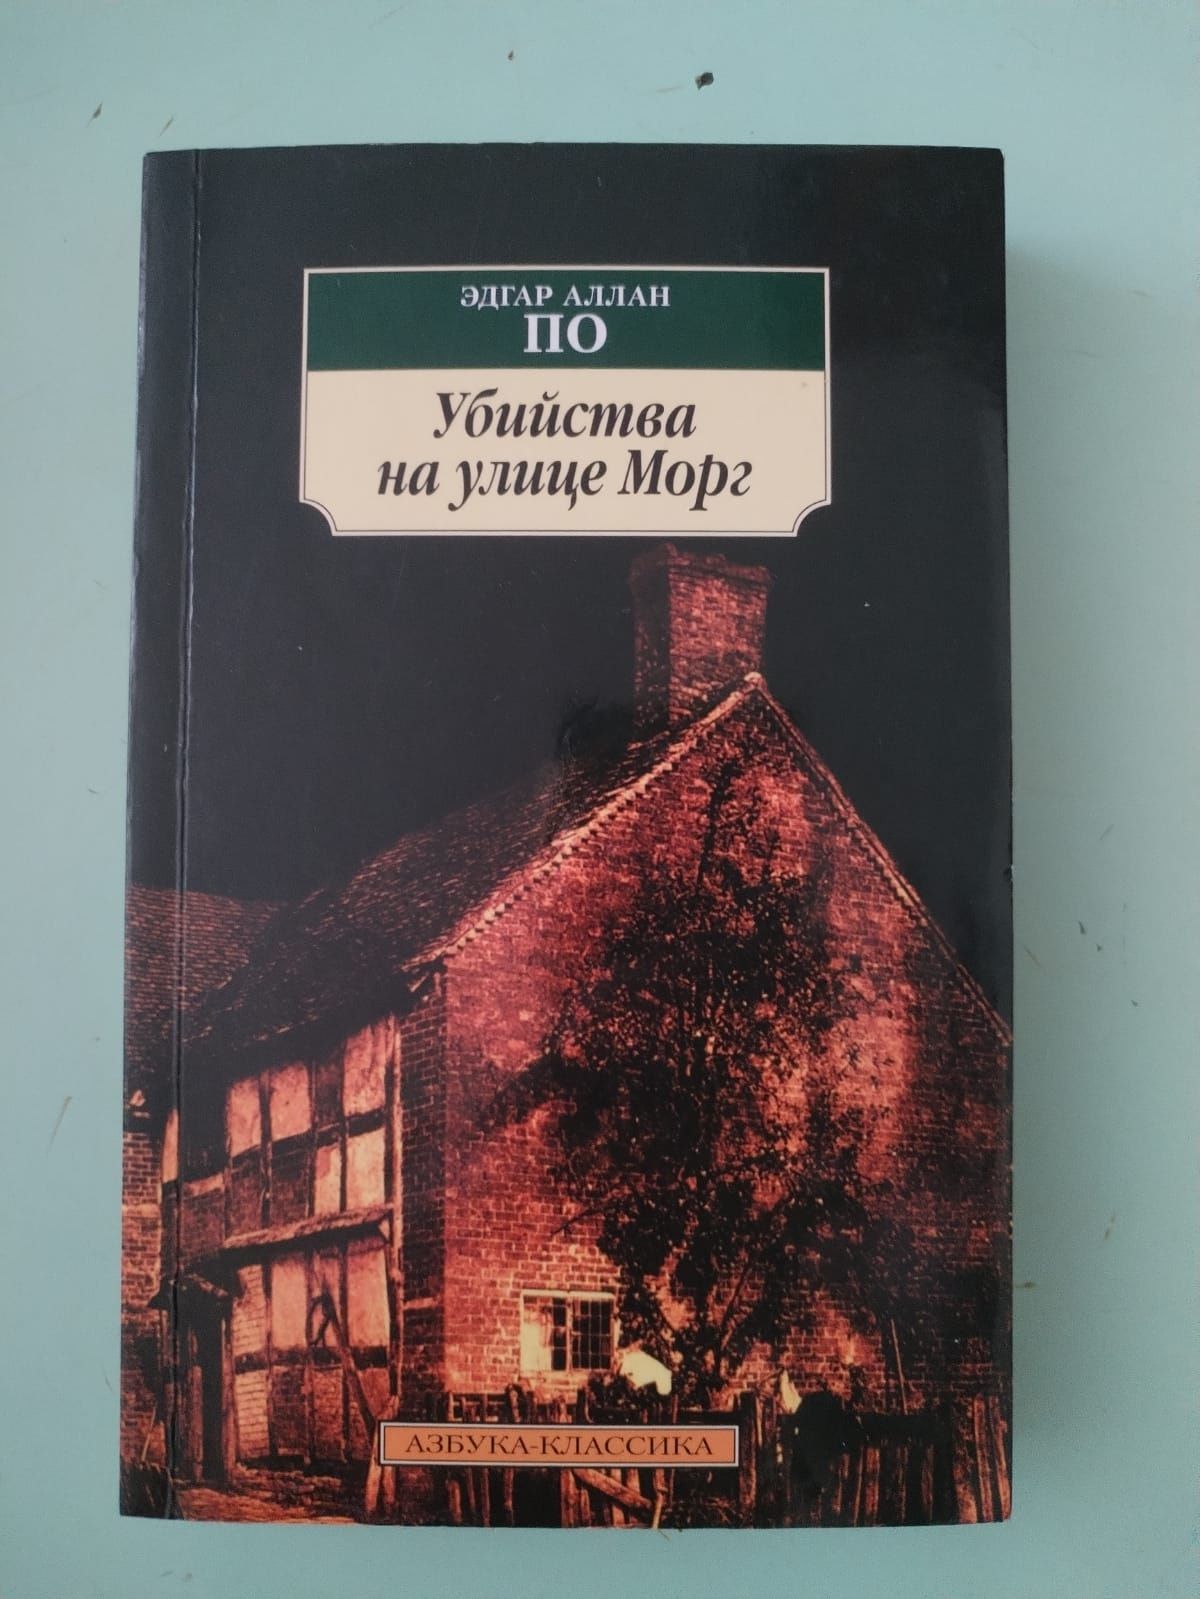 ЭДГАР АЛЛАН
ПО
Убийства
на улице Морг
АЗБУКА-КЛАССИКА